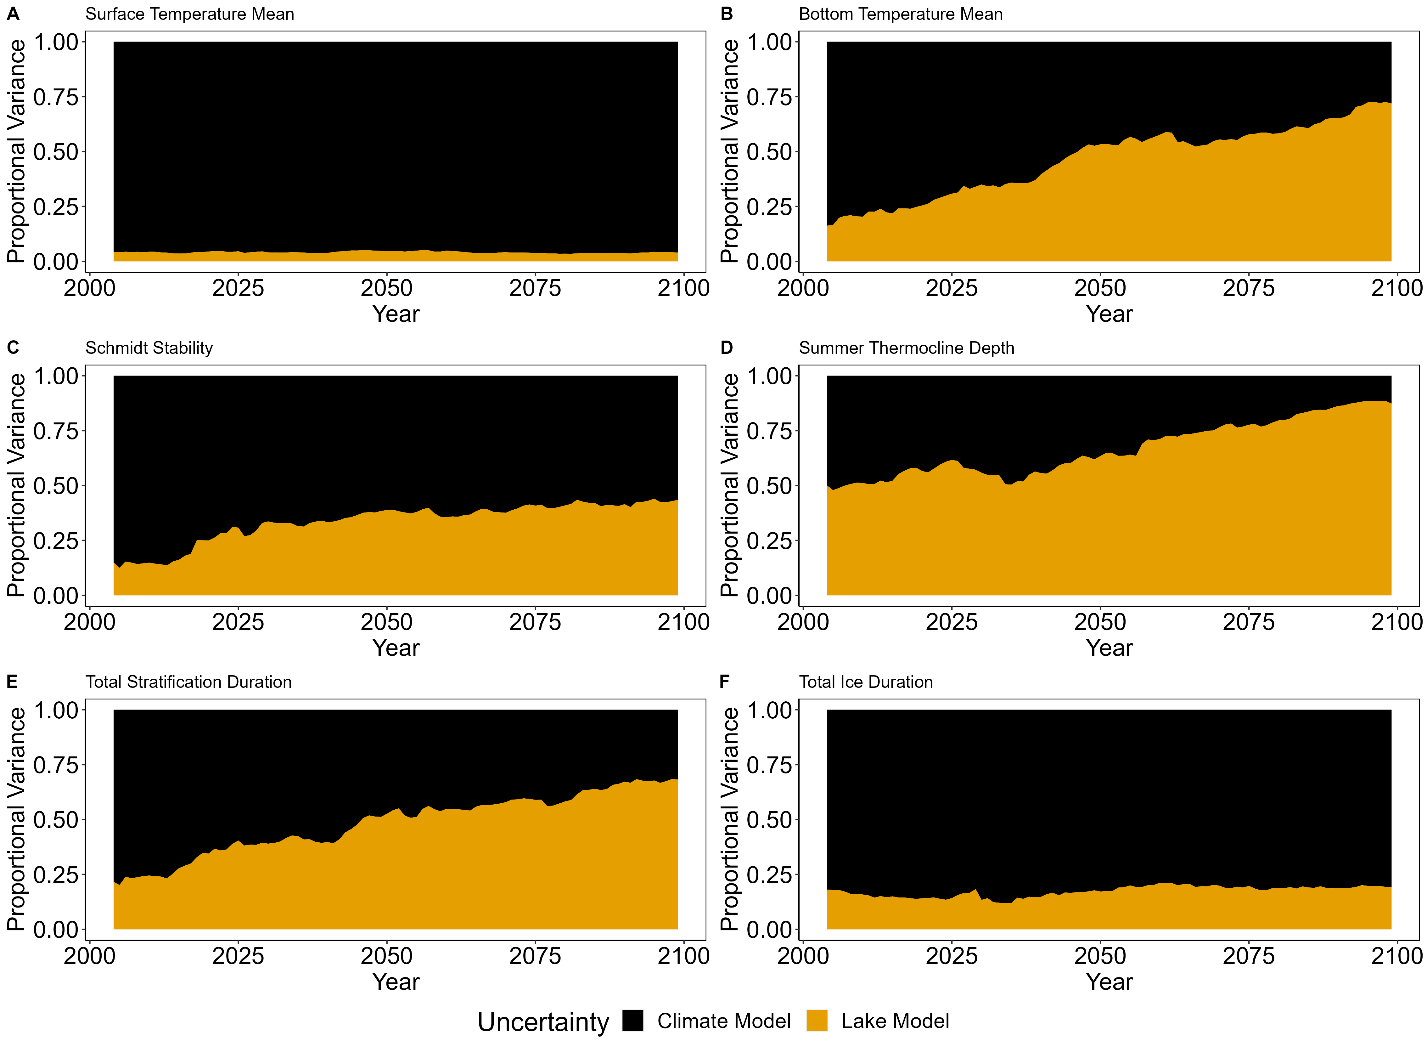 A Surface Temperature Mean
Proportional Variance
1.00
0.75
0.50
0.25
0.00
2000 2025 2050 2075 2100
Year
B Bottom Temperature Mean
Proportional Variance
1.00
0.75
0.50
0.25
0.00
2000 2025 2050 2075 2100
Year
C Schmidt Stability
Proportional Variance
1.00
0.75
0.50
0.25
0.00
2000 2025 2050 2075 2100
Year
D Summer Thermocline Depth
Proportional Variance
1.00
0.75
0.50
0.25
0.00
2000 2025 2050 2075 2100
Year
E Total Stratification Duration
Proportional Variance
1.00
0.75
0.50
0.25
0.00
2000 2025 2050 2075 2100
Year
F Total Ice Duration
Proportional Variance
1.00
0.75
0.50
0.25
0.00
2000 2025 2050 2075 2100
Year
Uncertainty Climate Model Lake Model